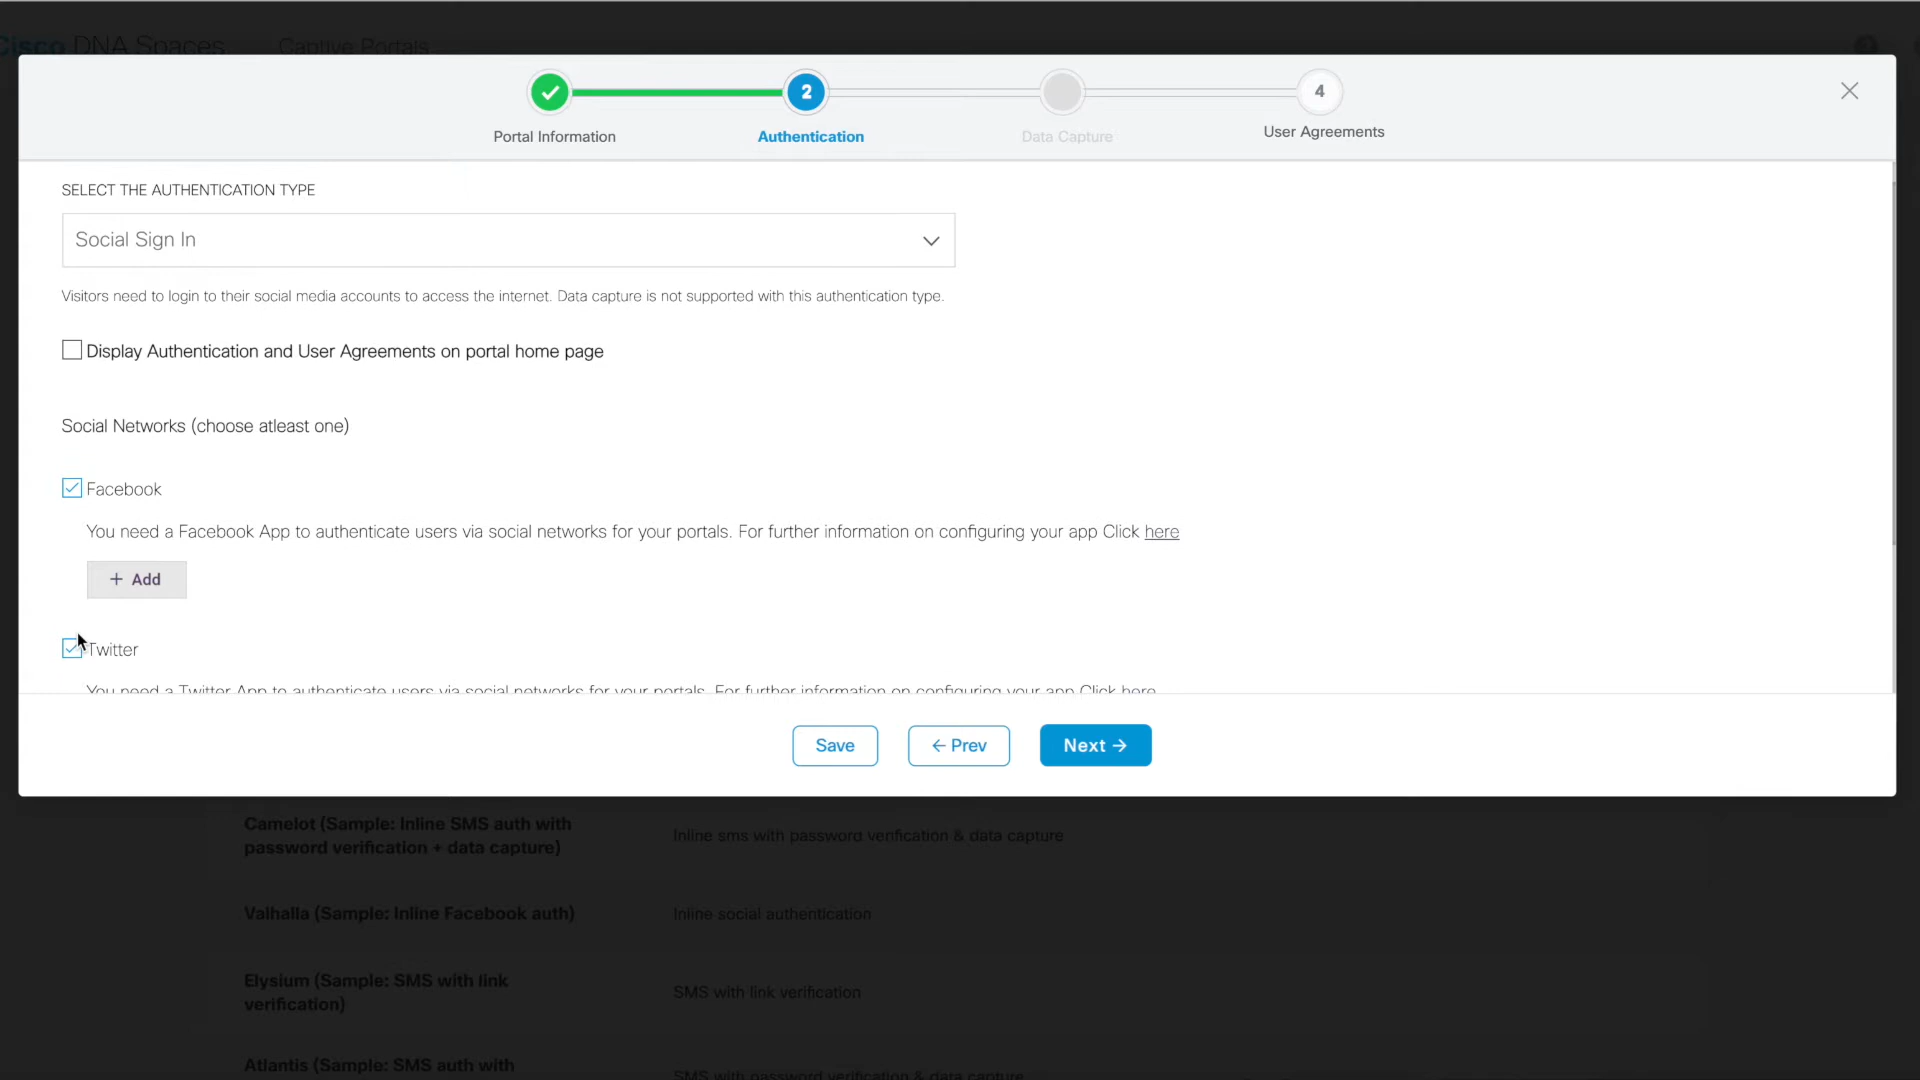 Cisco DNA Spaces
Captive Portals
2
4
Portal Information
Authentication
Data Capture
User Agreements
SELECT THE AUTHENTICATION TYPE
Social Sign In
Visitors need to login to their social media accounts to access the internet. Data capture is not supported with this authentication type.
Display Authentication and User Agreements on portal home page
Social Networks (choose atleast one)
Facebook
You need a Facebook App to authenticate users via social networks for your portals. For further information on configuring your app Click here
+ Add
Twitter
You need a Twitter App to authenticate users via social networks for your portals. For further information on configuring your app Click here
Save
← Prev
Next →
Camelot (Sample: Inline SMS auth with
password verification + data capture)
Inline sms with password verification & data capture
Valhalla (Sample: Inline Facebook auth)
Inline social authentication
Elysium (Sample: SMS with link
verification)
SMS with link verification
Atlantis (Sample: SMS auth with
SMS with password verification & data capture